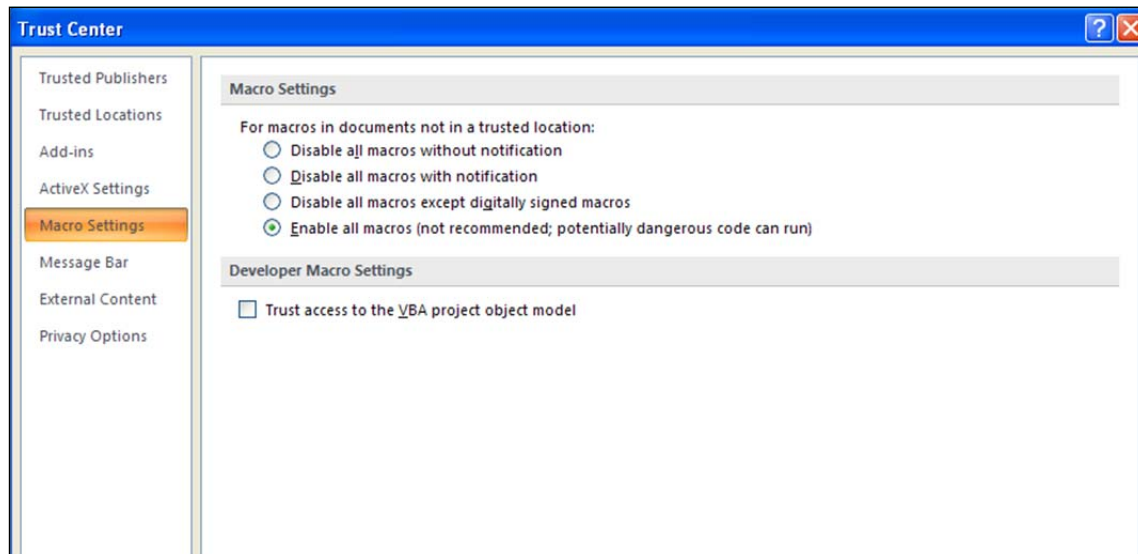 Trust Center
Trusted Publishers
Trusted Locations
Add-ins
ActiveX Settings
Macro Settings
Message Bar
External Content
Privacy Options
Macro Settings
For macros in documents not in a trusted location:
Disable all macros without notification
Disable all macros with notification
Disable all macros except digitally signed macros
Enable all macros (not recommended; potentially dangerous code can run)
Developer Macro Settings
Trust access to the VBA project object model